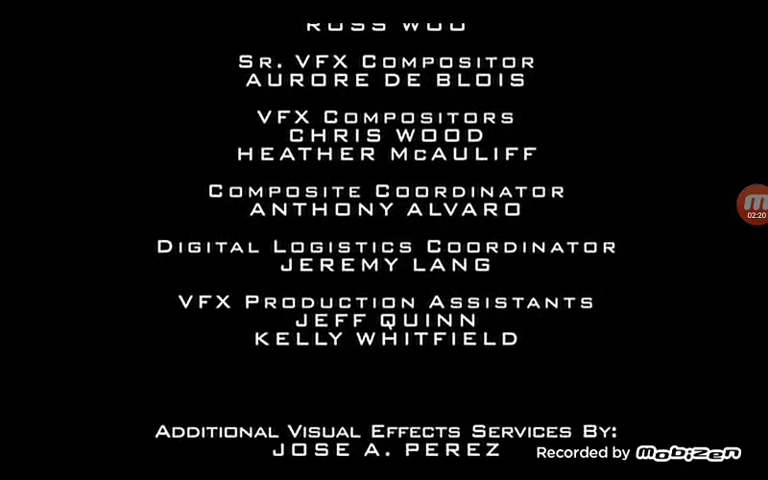 ROSS WOO
Sr. VFX Compositor
AURORE DE BLOIS
VFX Compositors
CHRIS WOOD
HEATHER McAULIFF
Composite Coordinator
ANTHONY ALVARO
02:20
Digital Logistics Coordinator
JEREMY LANG
VFX Production Assistants
JEFF QUINN
KELLY WHITFIELD
Additional Visual Effects Services By:
JOSE A. PEREZ
Recorded by mobizen